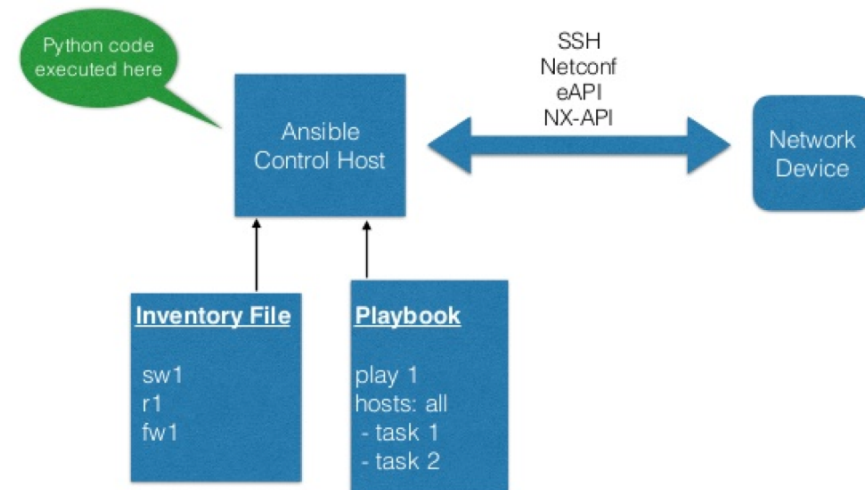 Python code
executed here
Ansible
Control Host
SSH
Netconf
eAPI
NX-API
Network
Device
Inventory File
sw1
r1
fw1
Playbook
play 1
hosts: all
- task 1
- task 2